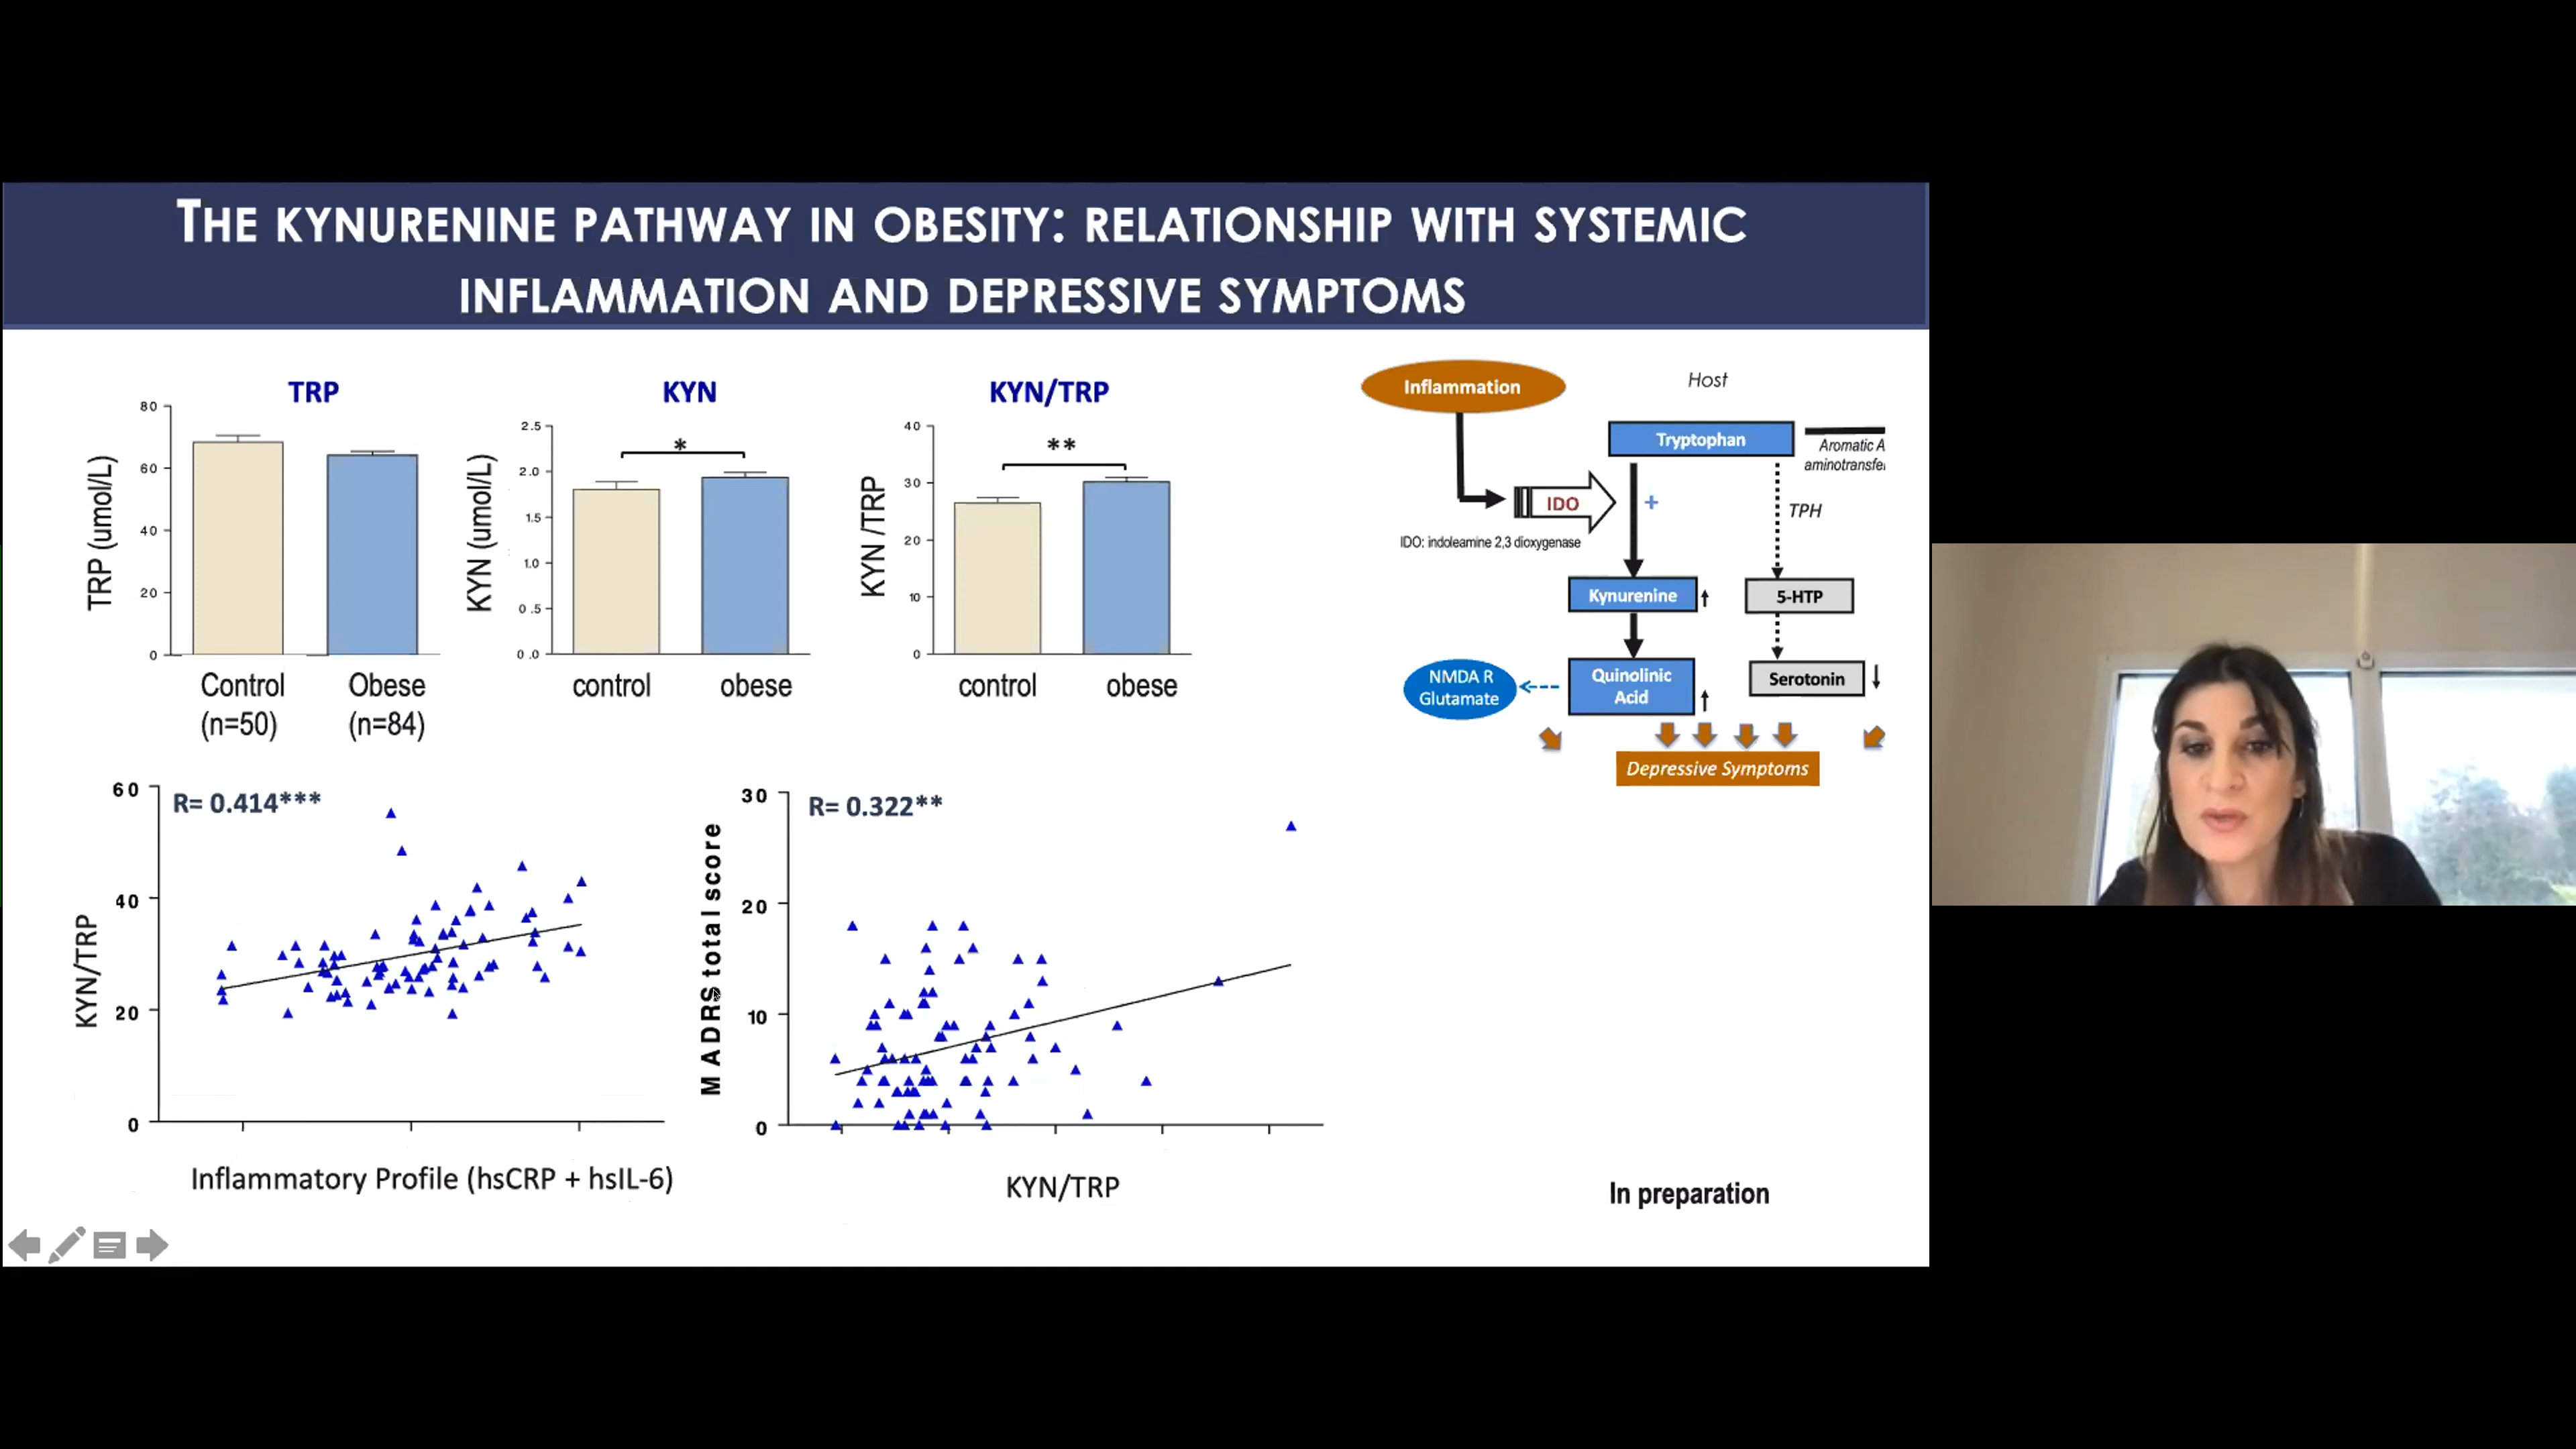 THE KYNURENINE PATHWAY IN OBESITY: RELATIONSHIP WITH SYSTEMIC
INFLAMMATION AND DEPRESSIVE SYMPTOMS
TRP
TRP (umol/L)
80
60
40
20
0
Control
(n=50)
Obese
(n=84)
KYN
KYN (umol/L)
2.5
2.0
1.5
1.0
0.5
0.0
*
control
obese
KYN/TRP
KYN /TRP
40
30
20
10
0
**
control
obese
Inflammation
Host
Tryptophan
Aromatic A
aminotransfe
IDO
+
TPH
IDO: indoleamine 2,3 dioxygenase
Kynurenine
5-HTP
NMDA R
Glutamate
Quinolinic
Acid
Serotonin
Depressive Symptoms
R= 0.414***
KYN/TRP
60
40
20
0
Inflammatory Profile (hsCRP + hsIL-6)
R= 0.322**
MADRS total score
30
20
10
0
KYN/TRP
In preparation